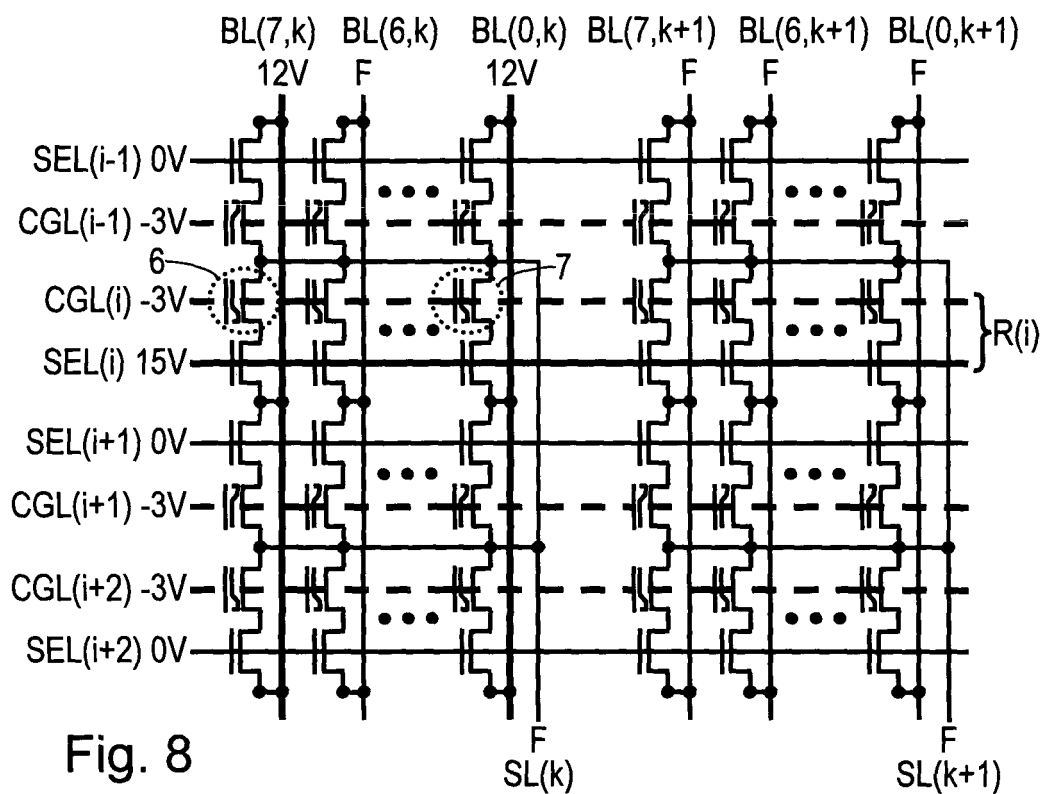 BL(7,k) BL(6,k) BL(0,k) BL(7,k+1) BL(6,k+1) BL(0,k+1)
12V F 12V F F F
SEL(i-1) 0V
CGL(i-1) -3V
6 7
CGL(i) -3V
R(i)
SEL(i) 15V
SEL(i+1) 0V
CGL(i+1) -3V
CGL(i+2) -3V
SEL(i+2) 0V
F F
SL(k) SL(k+1)
Fig. 8